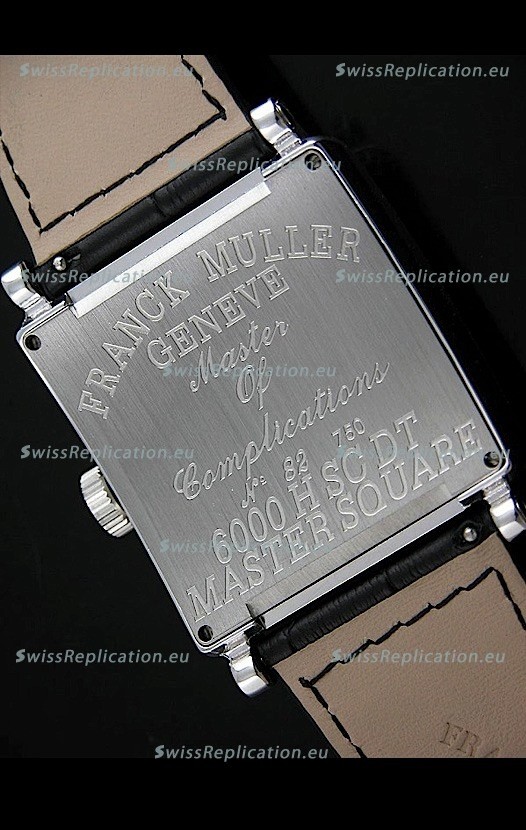 SwissReplication.eu SwissReplication.eu
SwissReplication.eu SwissReplication.eu
FRANCK MULLER
GENEVE
SwissReplication.eu SwissReplication.eu
Master
Of
Complications
SwissReplication.eu SwissReplication.eu
Nº 82 750
6000 H SC DT
MASTER SQUARE
SwissReplication.eu SwissReplication.eu
SwissReplication.eu SwissReplication.eu
SwissReplication.eu